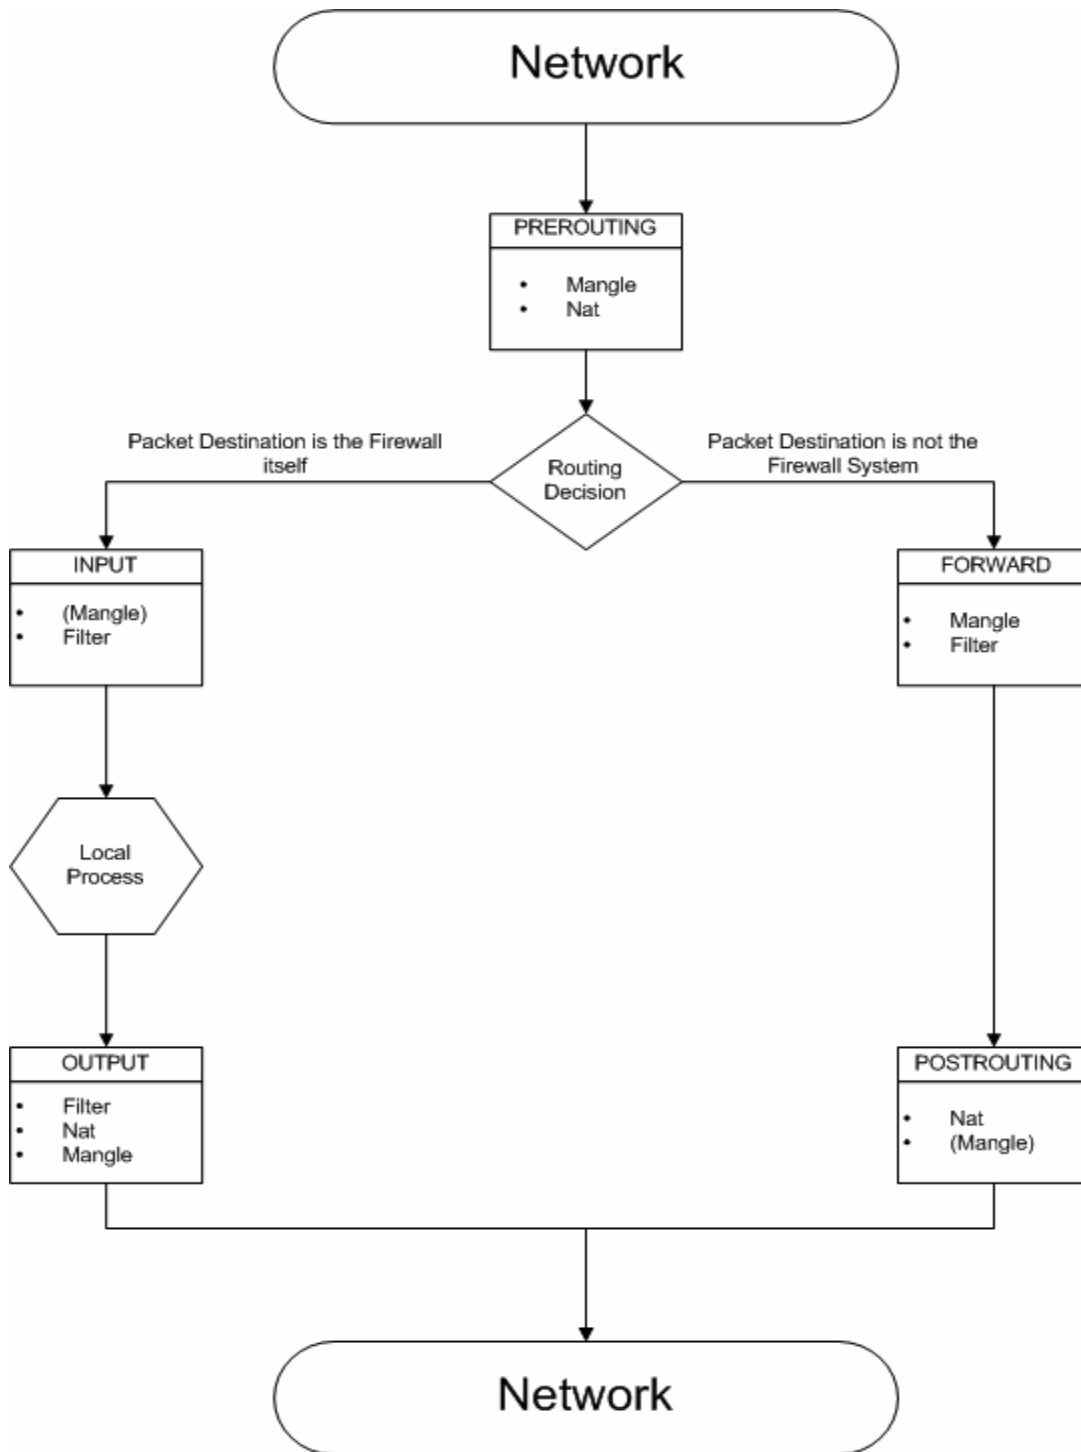 Network
PREROUTING
• Mangle
• Nat
Packet Destination is the Firewall
itself
Routing
Decision
Packet Destination is not the
Firewall System
INPUT
• (Mangle)
• Filter
FORWARD
• Mangle
• Filter
Local
Process
OUTPUT
• Filter
• Nat
• Mangle
POSTROUTING
• Nat
• (Mangle)
Network